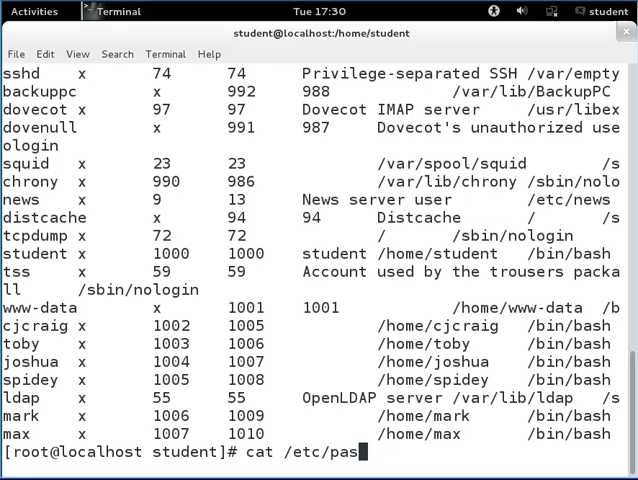 Activities Terminal Tue 17:30 student
student@localhost:/home/student
File Edit View Search Terminal Help
sshd x 74 74 Privilege-separated SSH /var/empty
backuppc x 992 988 /var/lib/BackupPC
dovecot x 97 97 Dovecot IMAP server /usr/libex
dovenull x 991 987 Dovecot's unauthorized use
ologin
squid x 23 23 /var/spool/squid /s
chrony x 990 986 /var/lib/chrony /sbin/nolo
news x 9 13 News server user /etc/news
distcache x 94 94 Distcache / /s
tcpdump x 72 72 / /sbin/nologin
student x 1000 1000 student /home/student /bin/bash
tss x 59 59 Account used by the trousers packa
ll /sbin/nologin
www-data x 1001 1001 /home/www-data /b
cjcraig x 1002 1005 /home/cjcraig /bin/bash
toby x 1003 1006 /home/toby /bin/bash
joshua x 1004 1007 /home/joshua /bin/bash
spidey x 1005 1008 /home/spidey /bin/bash
ldap x 55 55 OpenLDAP server /var/lib/ldap /s
mark x 1006 1009 /home/mark /bin/bash
max x 1007 1010 /home/max /bin/bash
[root@localhost student]# cat /etc/pas